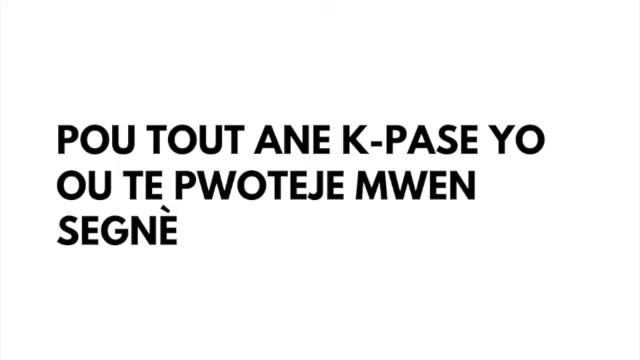 POU TOUT ANE K-PASE YO
OU TE PWOTEJE MWEN
SEGNÈ